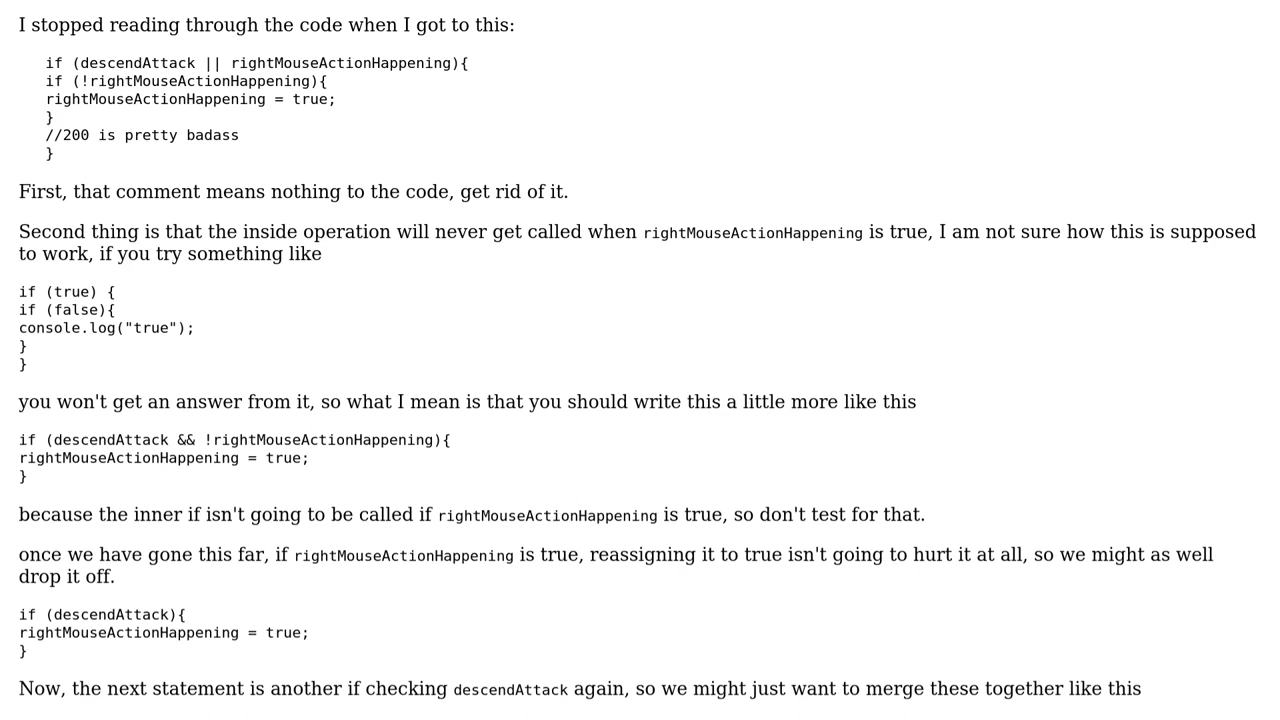 I stopped reading through the code when I got to this:
if (descendAttack || rightMouseActionHappening){
if (!rightMouseActionHappening){
rightMouseActionHappening = true;
}
//200 is pretty badass
}
First, that comment means nothing to the code, get rid of it.
Second thing is that the inside operation will never get called when rightMouseActionHappening is true, I am not sure how this is supposed
to work, if you try something like
if (true) {
if (false){
console.log("true");
}
}
you won't get an answer from it, so what I mean is that you should write this a little more like this
if (descendAttack && !rightMouseActionHappening){
rightMouseActionHappening = true;
}
because the inner if isn't going to be called if rightMouseActionHappening is true, so don't test for that.
once we have gone this far, if rightMouseActionHappening is true, reassigning it to true isn't going to hurt it at all, so we might as well
drop it off.
if (descendAttack){
rightMouseActionHappening = true;
}
Now, the next statement is another if checking descendAttack again, so we might just want to merge these together like this